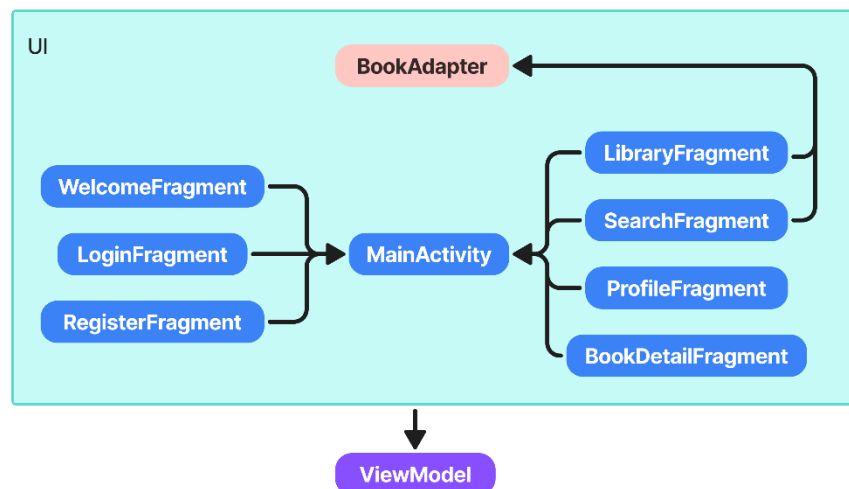 UI
BookAdapter
LibraryFragment
WelcomeFragment
SearchFragment
LoginFragment
MainActivity
ProfileFragment
RegisterFragment
BookDetailFragment
ViewModel